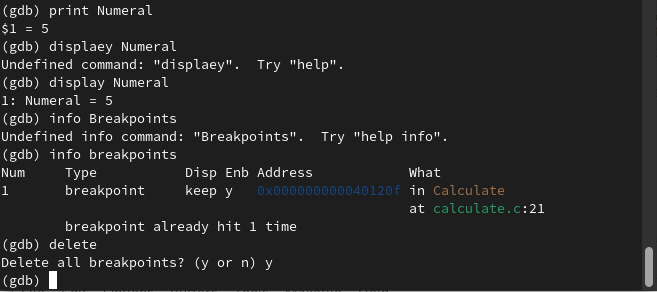 (gdb) print Numeral
$1 = 5
(gdb) displaey Numeral
Undefined command: "displaey".  Try "help".
(gdb) display Numeral
1: Numeral = 5
(gdb) info Breakpoints
Undefined info command: "Breakpoints".  Try "help info".
(gdb) info breakpoints
Num     Type           Disp Enb Address            What
1       breakpoint     keep y   0x000000000040120f in Calculate
                                                   at calculate.c:21
        breakpoint already hit 1 time
(gdb) delete
Delete all breakpoints? (y or n) y
(gdb)